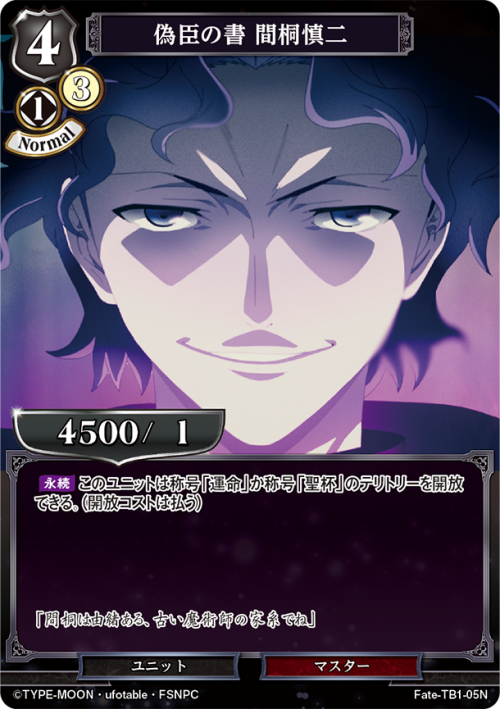 4
偽臣の書 間桐慎二
3
1
Normal
4500/ 1
永続 このユニットは称号「運命」か称号「聖杯」のテリトリーを開放
できる。(開放コストは払う)
「間桐は由緒ある、古い魔術師の家系でね」
ユニット
マスター
©TYPE-MOON・ufotable・FSNPC
Fate-TB1-05N